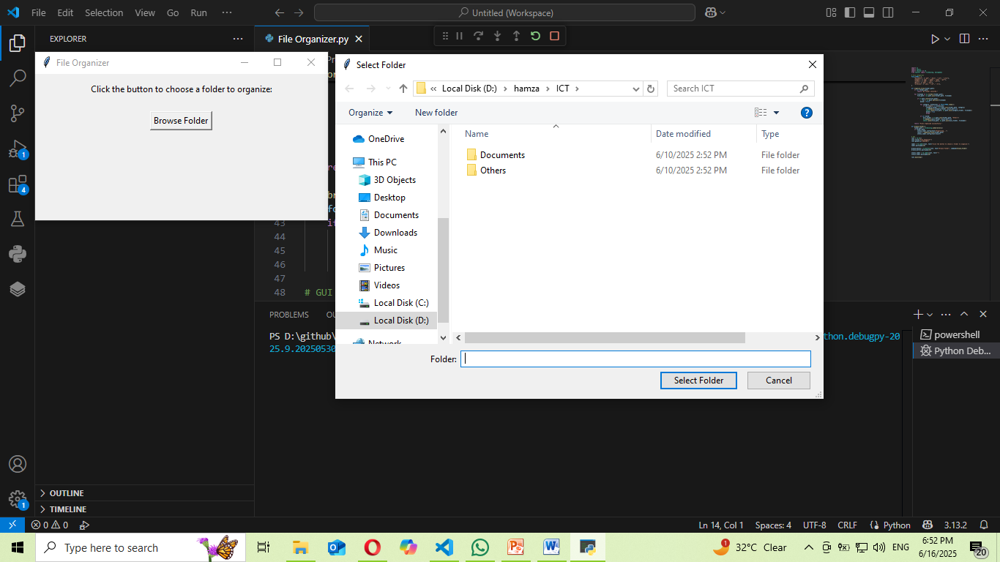 File Edit Selection View Go Run ···
Untitled (Workspace)
EXPLORER
File Organizer.py
File Organizer
Click the button to choose a folder to organize:
Browse Folder
Select Folder
« Local Disk (D:) › hamza › ICT ›
Search ICT
Organize
New folder
OneDrive
This PC
3D Objects
Desktop
Documents
Downloads
Music
Pictures
Videos
Local Disk (C:)
Local Disk (D:)
Network
Name Date modified Type
Documents 6/10/2025 2:52 PM File folder
Others 6/10/2025 2:52 PM File folder
Folder:
Select Folder Cancel
43
44
45
46
47
48 # GUI
PROBLEMS OU
PS D:\github\
thon.debugpy-20
25.9.20250530
powershell
Python Deb...
OUTLINE
TIMELINE
1
4
1
0 0
Ln 14, Col 1 Spaces: 4 UTF-8 CRLF Python 3.13.2
Type here to search
1
32°C Clear
ENG
6:52 PM
6/16/2025
20